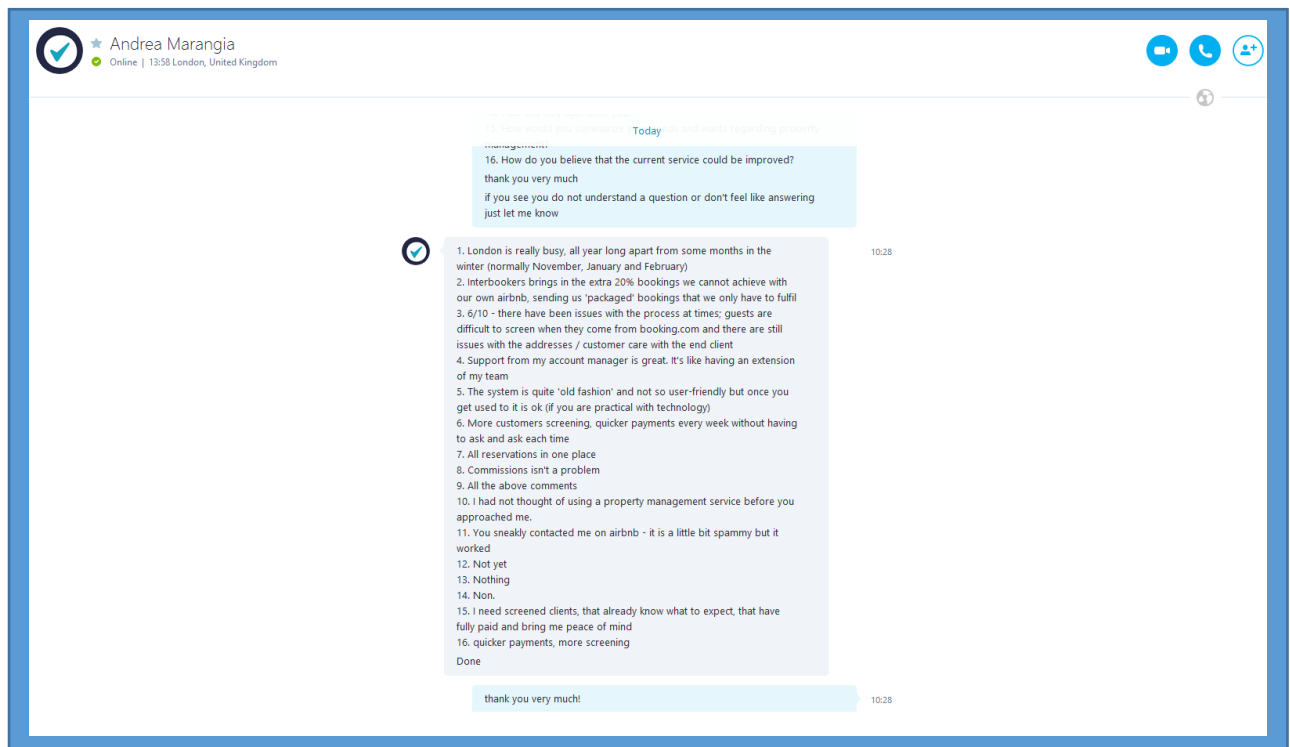 Andrea Marangia
Online | 13:58 London, United Kingdom
Today
15. How would you summarize needs and wants regarding property
management?
16. How do you believe that the current service could be improved?
thank you very much
if you see you do not understand a question or don't feel like answering
just let me know
1. London is really busy, all year long apart from some months in the
winter (normally November, January and February)
2. Interbookers brings in the extra 20% bookings we cannot achieve with
our own airbnb, sending us 'packaged' bookings that we only have to fulfil
3. 6/10 - there have been issues with the process at times; guests are
difficult to screen when they come from booking.com and there are still
issues with the addresses / customer care with the end client
4. Support from my account manager is great. It's like having an extension
of my team
5. The system is quite 'old fashion' and not so user-friendly but once you
get used to it is ok (if you are practical with technology)
6. More customers screening, quicker payments every week without having
to ask and ask each time
7. All reservations in one place
8. Commissions isn't a problem
9. All the above comments
10. I had not thought of using a property management service before you
approached me.
11. You sneakly contacted me on airbnb - it is a little bit spammy but it
worked
12. Not yet
13. Nothing
14. Non.
15. I need screened clients, that already know what to expect, that have
fully paid and bring me peace of mind
16. quicker payments, more screening
Done
10:28
thank you very much!
10:28